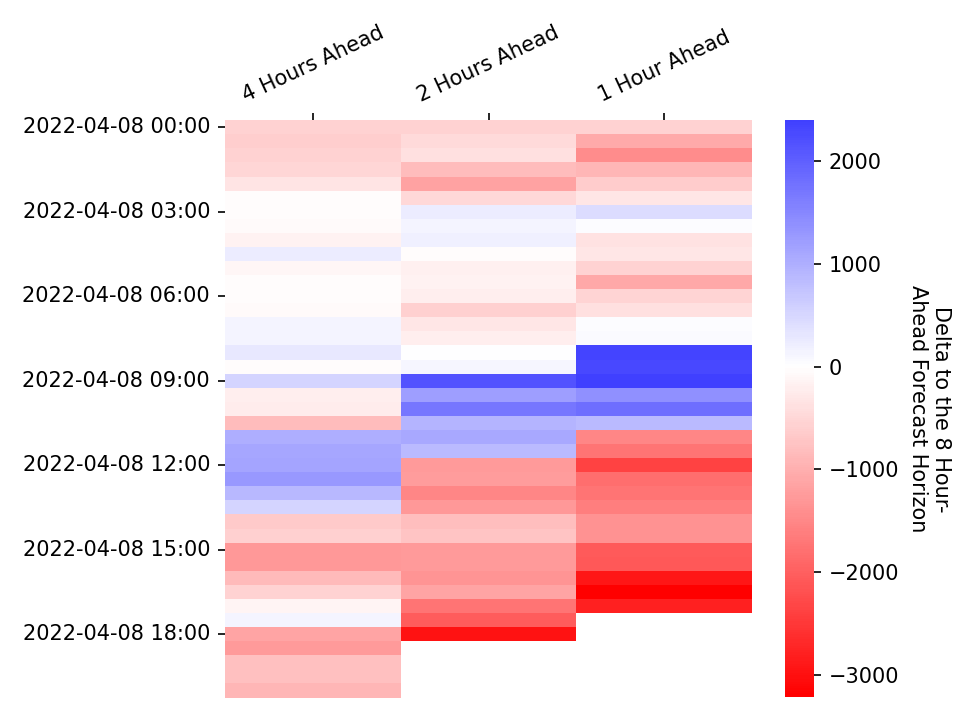 4 Hours Ahead
2 Hours Ahead
1 Hour Ahead
2022-04-08 00:00
2022-04-08 03:00
2022-04-08 06:00
2022-04-08 09:00
2022-04-08 12:00
2022-04-08 15:00
2022-04-08 18:00
2000
1000
0
−1000
−2000
−3000
Delta to the 8 Hour-
Ahead Forecast Horizon